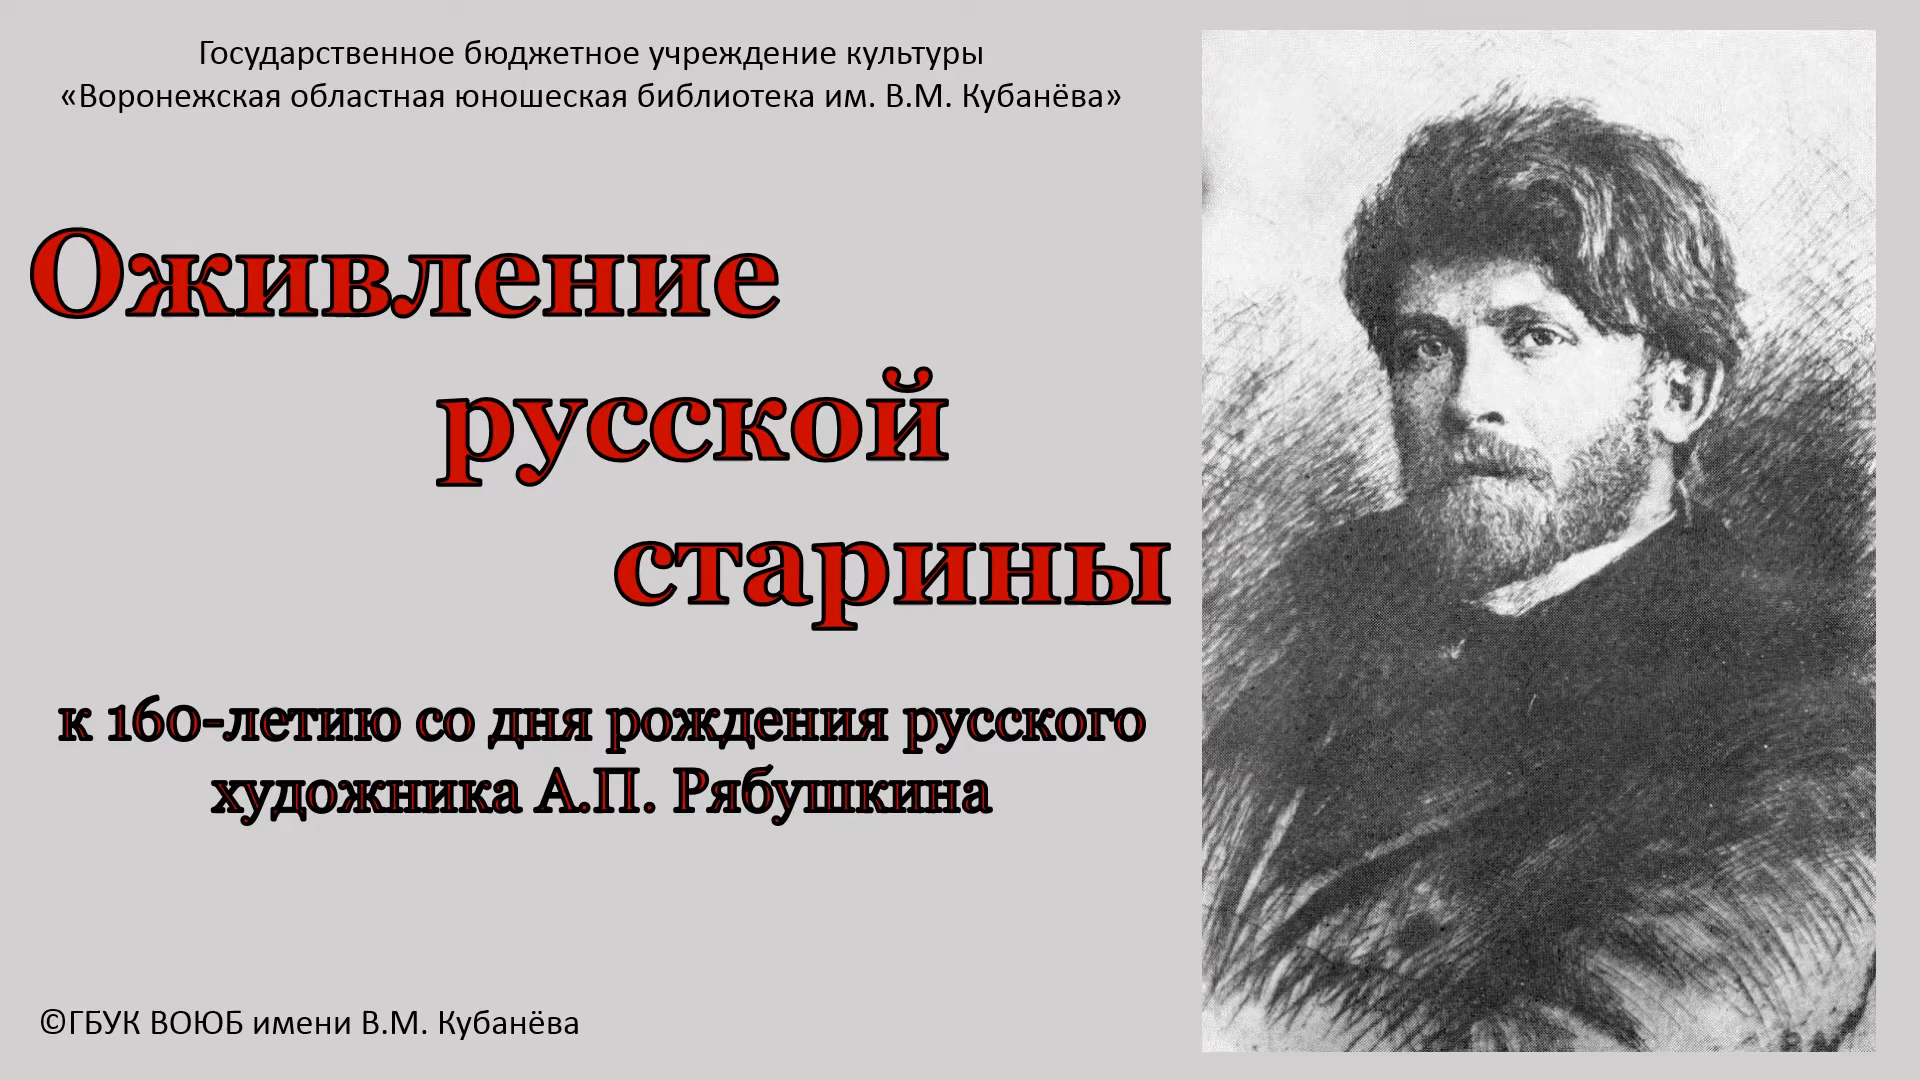 Государственное бюджетное учреждение культуры
«Воронежская областная юношеская библиотека им. В.М. Кубанёва»
Оживление
русской
старины
к 160-летию со дня рождения русского
художника А.П. Рябушкина
©ГБУК ВОЮБ имени В.М. Кубанёва